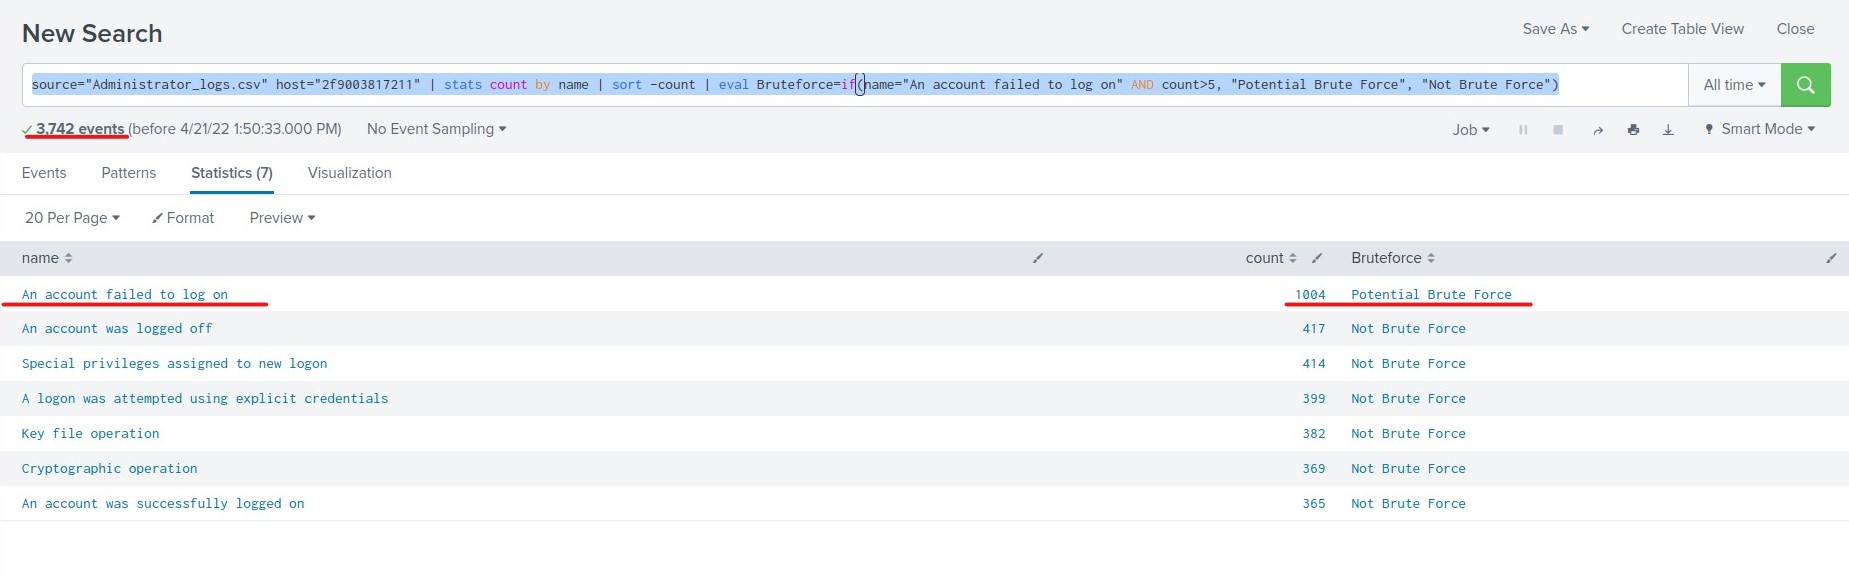 New Search
Save As Create Table View Close
source="Administrator_logs.csv" host="2f9003817211" | stats count by name | sort -count | eval Bruteforce=if(name="An account failed to log on" AND count>5, "Potential Brute Force", "Not Brute Force")
All time
3,742 events (before 4/21/22 1:50:33.000 PM) No Event Sampling
Job Smart Mode
Events Patterns Statistics (7) Visualization
20 Per Page Format Preview
name count Bruteforce
An account failed to log on 1004 Potential Brute Force
An account was logged off 417 Not Brute Force
Special privileges assigned to new logon 414 Not Brute Force
A logon was attempted using explicit credentials 399 Not Brute Force
Key file operation 382 Not Brute Force
Cryptographic operation 369 Not Brute Force
An account was successfully logged on 365 Not Brute Force